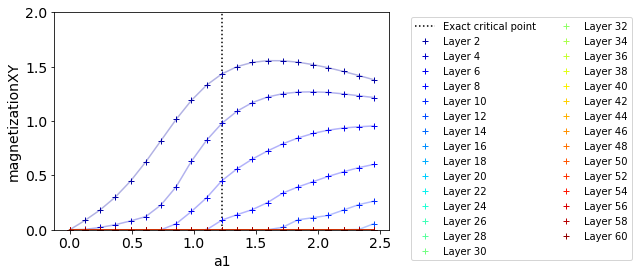 2.0
1.5
1.0
0.5
0.0
magnetizationXY
0.0 0.5 1.0 1.5 2.0 2.5
a1
Exact critical point
Layer 2
Layer 4
Layer 6
Layer 8
Layer 10
Layer 12
Layer 14
Layer 16
Layer 18
Layer 20
Layer 22
Layer 24
Layer 26
Layer 28
Layer 30
Layer 32
Layer 34
Layer 36
Layer 38
Layer 40
Layer 42
Layer 44
Layer 46
Layer 48
Layer 50
Layer 52
Layer 54
Layer 56
Layer 58
Layer 60